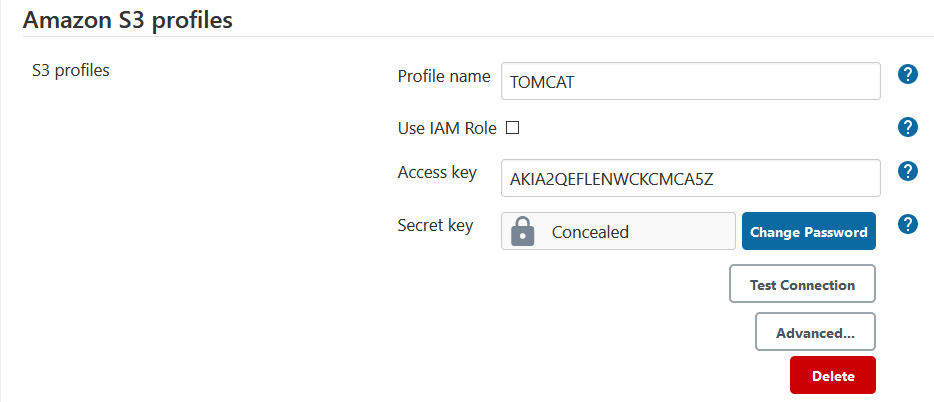 Amazon S3 profiles
S3 profiles
Profile name TOMCAT ?
Use IAM Role ?
Access key AKIA2QEFLENWCKCMCA5Z ?
Secret key Concealed Change Password ?
Test Connection
Advanced...
Delete